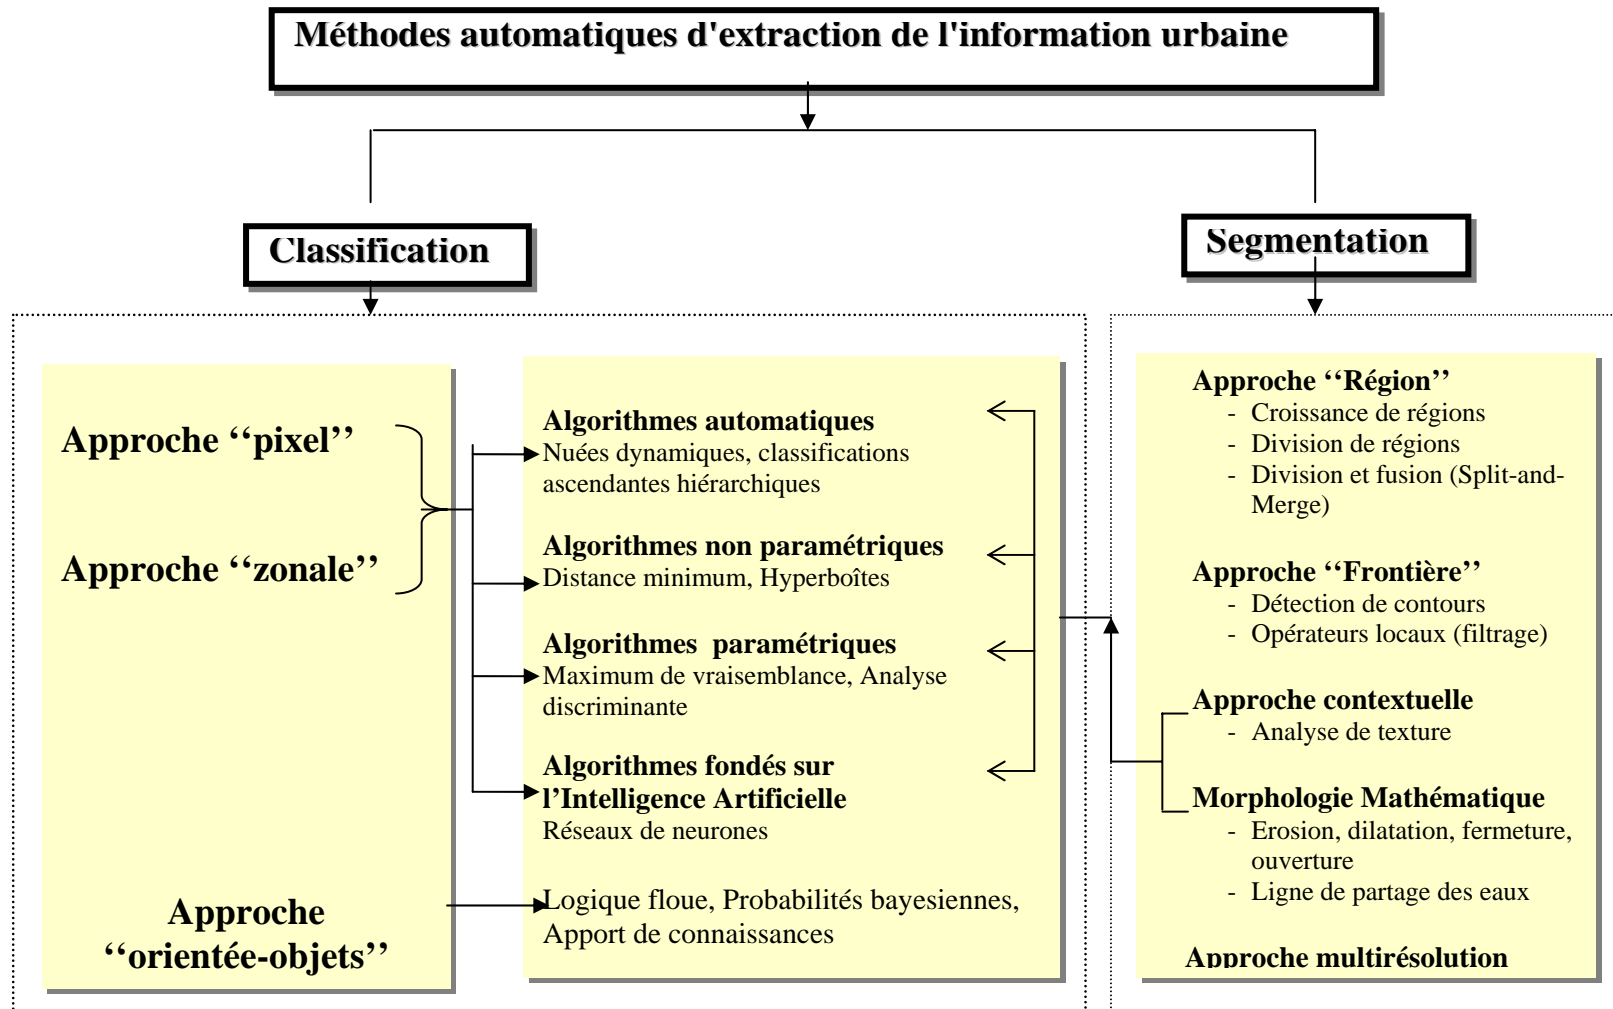 Méthodes automatiques d'extraction de l'information urbaine
Classification
Segmentation
Approche ‘‘pixel’’
Approche ‘‘zonale’’
Approche
‘‘orientée-objets’’
Algorithmes automatiques
Nuées dynamiques, classifications
ascendantes hiérarchiques
Algorithmes non paramétriques
Distance minimum, Hyperboîtes
Algorithmes paramétriques
Maximum de vraisemblance, Analyse
discriminante
Algorithmes fondés sur
l’Intelligence Artificielle
Réseaux de neurones
Logique floue, Probabilités bayesiennes,
Apport de connaissances
Approche ‘‘Région’’
- Croissance de régions
- Division de régions
- Division et fusion (Split-and-
Merge)
Approche ‘‘Frontière’’
- Détection de contours
- Opérateurs locaux (filtrage)
Approche contextuelle
- Analyse de texture
Morphologie Mathématique
- Erosion, dilatation, fermeture,
ouverture
- Ligne de partage des eaux
Approche multirésolution